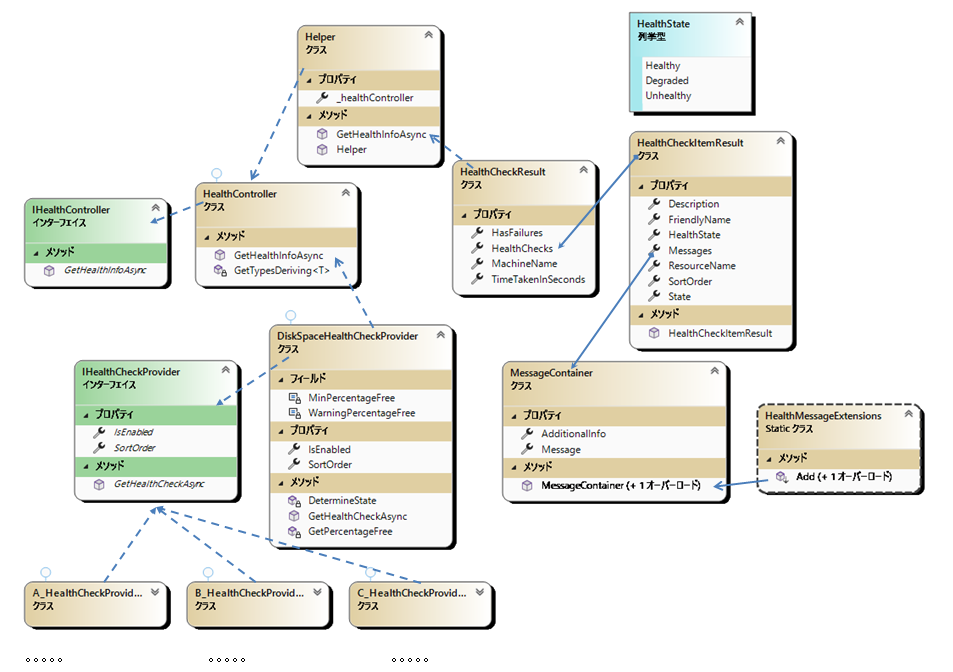 Helper
クラス
プロパティ
_healthController
メソッド
GetHealthInfoAsync
Helper
HealthState
列挙型
Healthy
Degraded
Unhealthy
HealthCheckItemResult
クラス
プロパティ
Description
FriendlyName
HealthState
Messages
ResourceName
SortOrder
State
メソッド
HealthCheckItemResult
HealthCheckResult
クラス
プロパティ
HasFailures
HealthChecks
MachineName
TimeTakenInSeconds
HealthController
クラス
メソッド
GetHealthInfoAsync
GetTypesDeriving<T>
IHealthController
インターフェイス
メソッド
GetHealthInfoAsync
DiskSpaceHealthCheckProvider
クラス
フィールド
MinPercentageFree
WarningPercentageFree
プロパティ
IsEnabled
SortOrder
メソッド
DetermineState
GetHealthCheckAsync
GetPercentageFree
IHealthCheckProvider
インターフェイス
プロパティ
IsEnabled
SortOrder
メソッド
GetHealthCheckAsync
MessageContainer
クラス
プロパティ
AdditionalInfo
Message
メソッド
MessageContainer (+ 1 オーバーロード)
HealthMessageExtensions
Static クラス
メソッド
Add (+ 1 オーバーロード)
A_HealthCheckProvid...
クラス
B_HealthCheckProvid...
クラス
C_HealthCheckProvid...
クラス